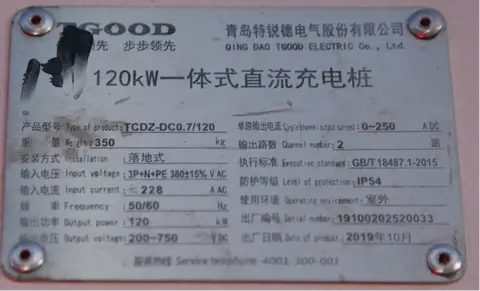 TGOOD
领先 步步领先
青岛特锐德电气股份有限公司
QING DAO TGOOD ELECTRIC Co., Ltd.
120kW一体式直流充电桩
产品型号 Type of product: TCDZ-DC0.7/120
重 量 Height: 350 kg
安装方式 Installation : 落地式
输入电压 Input voltage : 3P+N+PE 380±15% V AC
输入电流 Input current : ≤ 228 A AC
频 率 Frequency : 50/60 Hz
输出功率 Output power : 120 kW
输出电压 Output voltage: 200~750 V DC
单路输出电流 output current: 0~250 A DC
输出路数 Channel number: 2 路
执行标准 Executive standard : GB/T 18487.1-2015
防护等级 Level of protection: IP54
使用环境 Operating environment: 室外
出厂编号 Serial number: 19100202520033
出厂日期 Date of product : 2019年10月
服务热线 Service telephone 4001-300-001